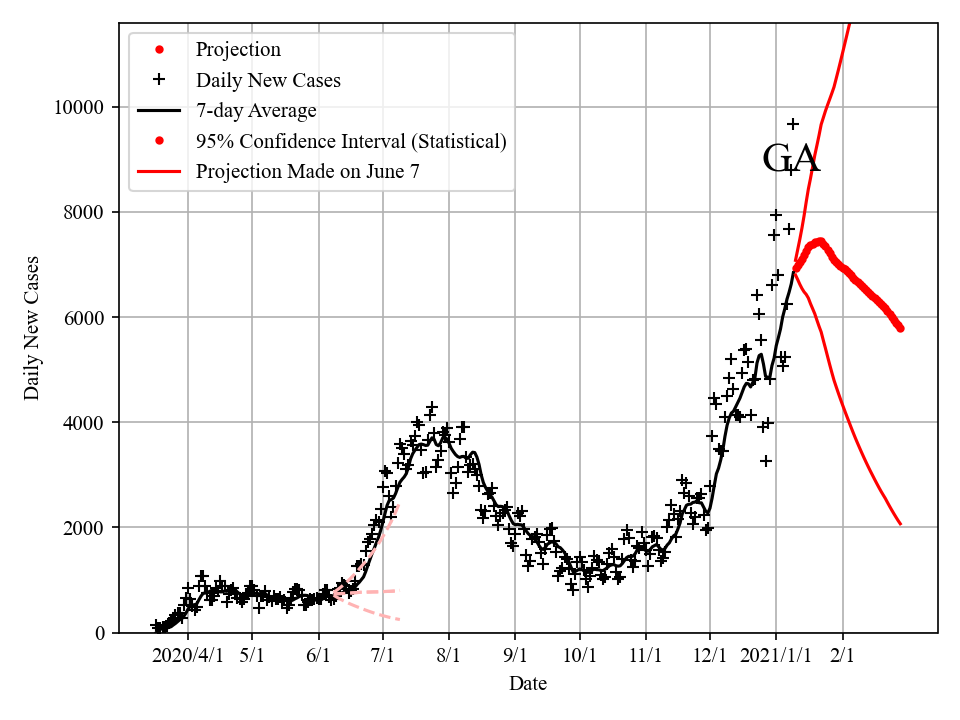 Projection
Daily New Cases
7-day Average
95% Confidence Interval (Statistical)
Projection Made on June 7
GA
10000
8000
6000
4000
2000
0
Daily New Cases
2020/4/1 5/1 6/1 7/1 8/1 9/1 10/1 11/1 12/1 2021/1/1 2/1
Date